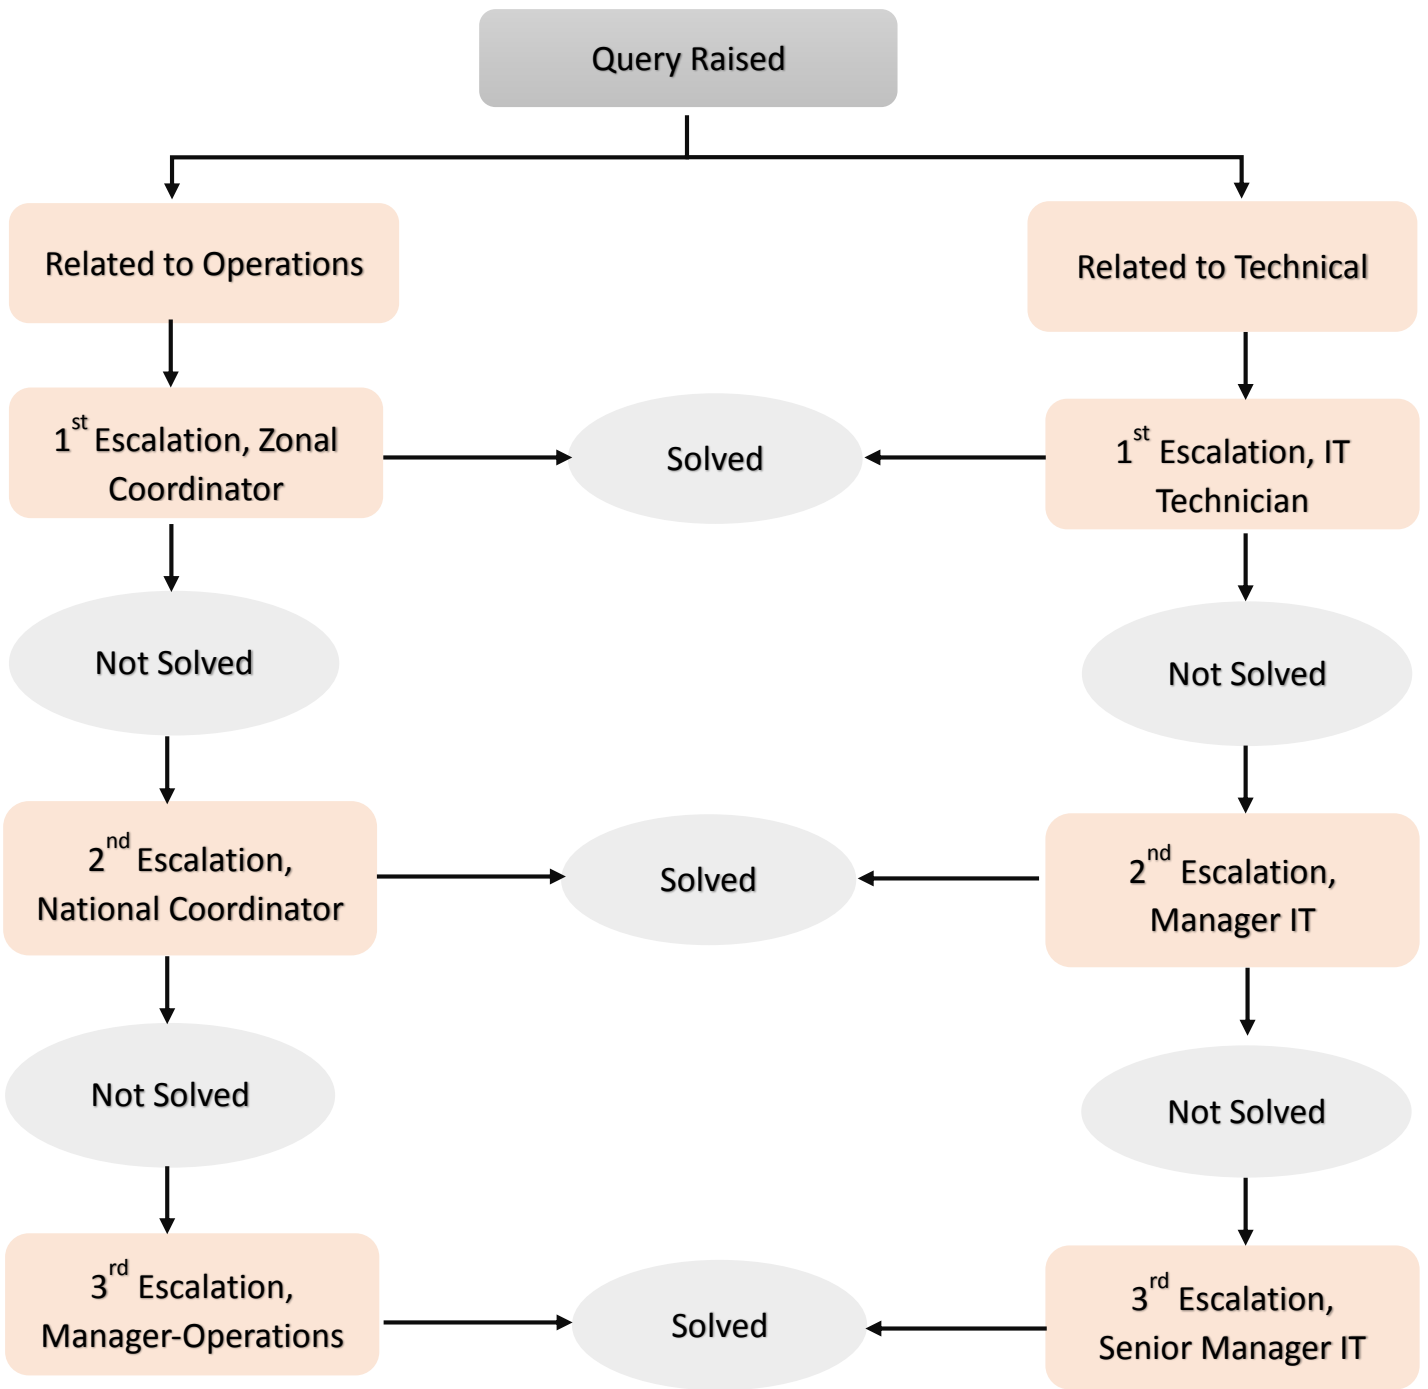 Query Raised
Related to Operations
Related to Technical
1st Escalation, Zonal
Coordinator
Solved
1st Escalation, IT
Technician
Not Solved
Not Solved
2nd Escalation,
National Coordinator
Solved
2nd Escalation,
Manager IT
Not Solved
Not Solved
3rd Escalation,
Manager-Operations
Solved
3rd Escalation,
Senior Manager IT